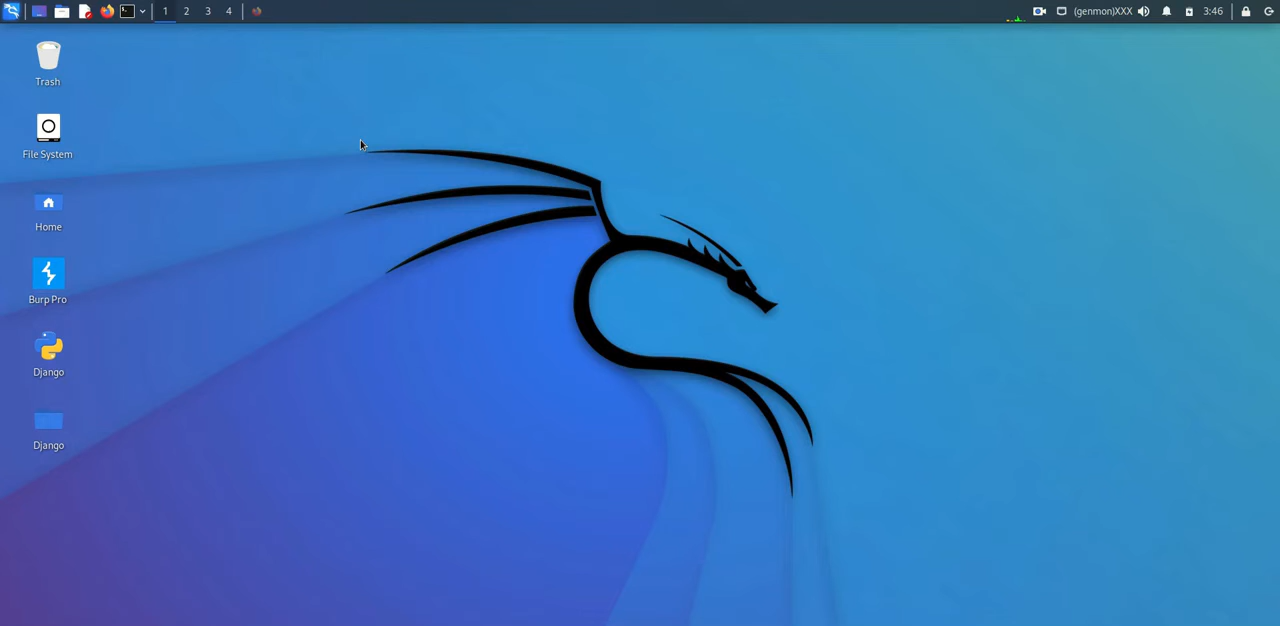 1 2 3 4
(genmon)XXX 3:46
Trash
File System
Home
Burp Pro
Django
Django